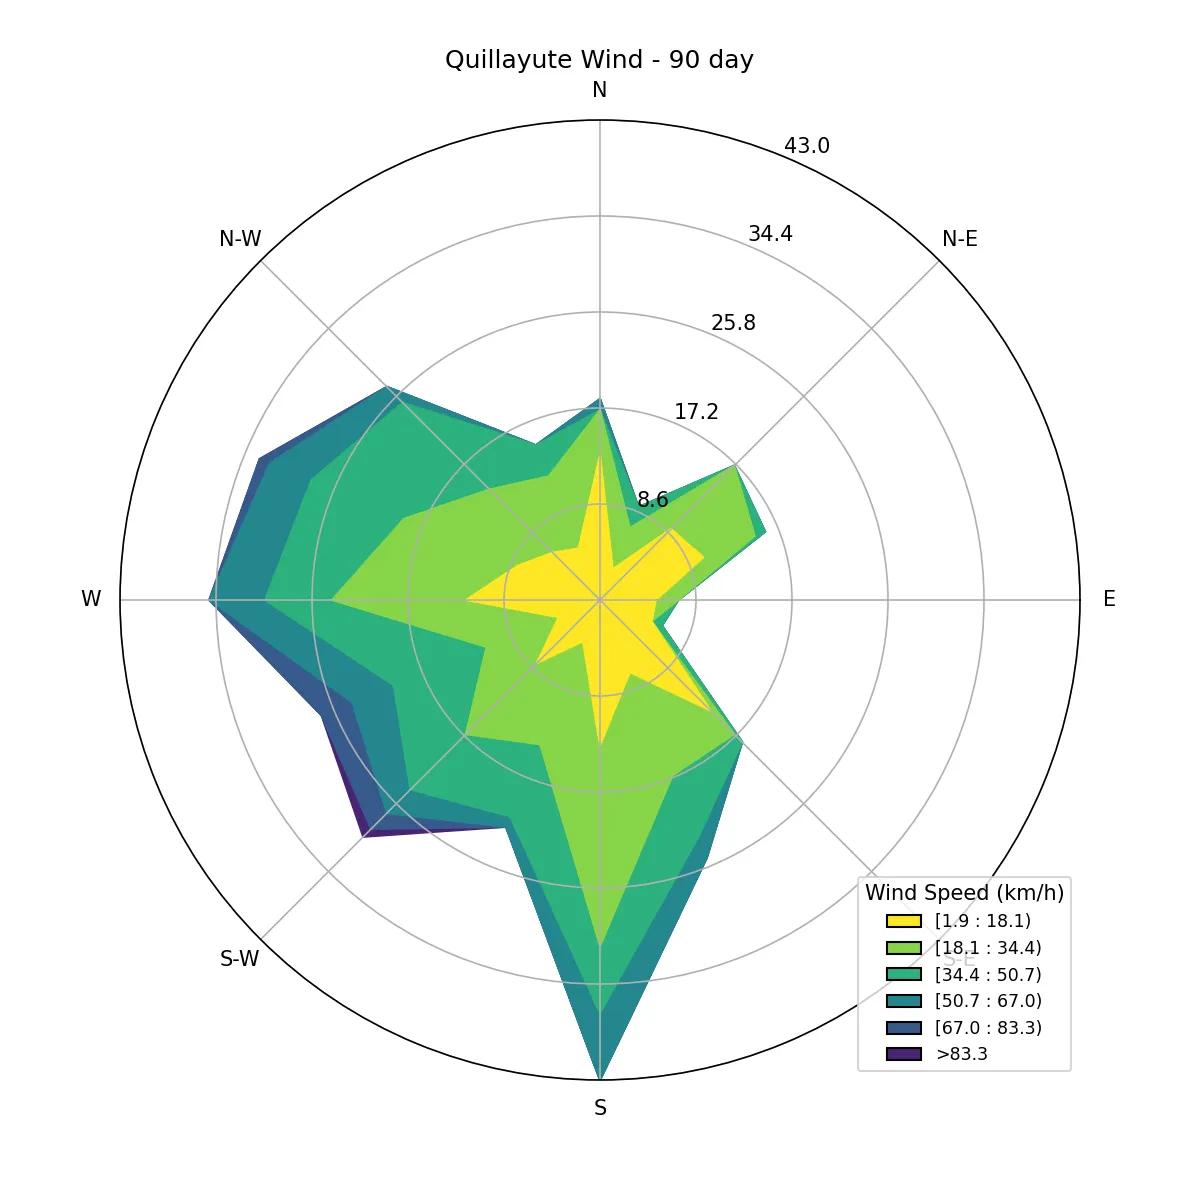 Quillayute Wind - 90 day
N
43.0
34.4
N-W
N-E
25.8
17.2
8.6
W
E
S-W
S-E
S
Wind Speed (km/h)
[1.9 : 18.1)
[18.1 : 34.4)
[34.4 : 50.7)
[50.7 : 67.0)
[67.0 : 83.3)
>83.3